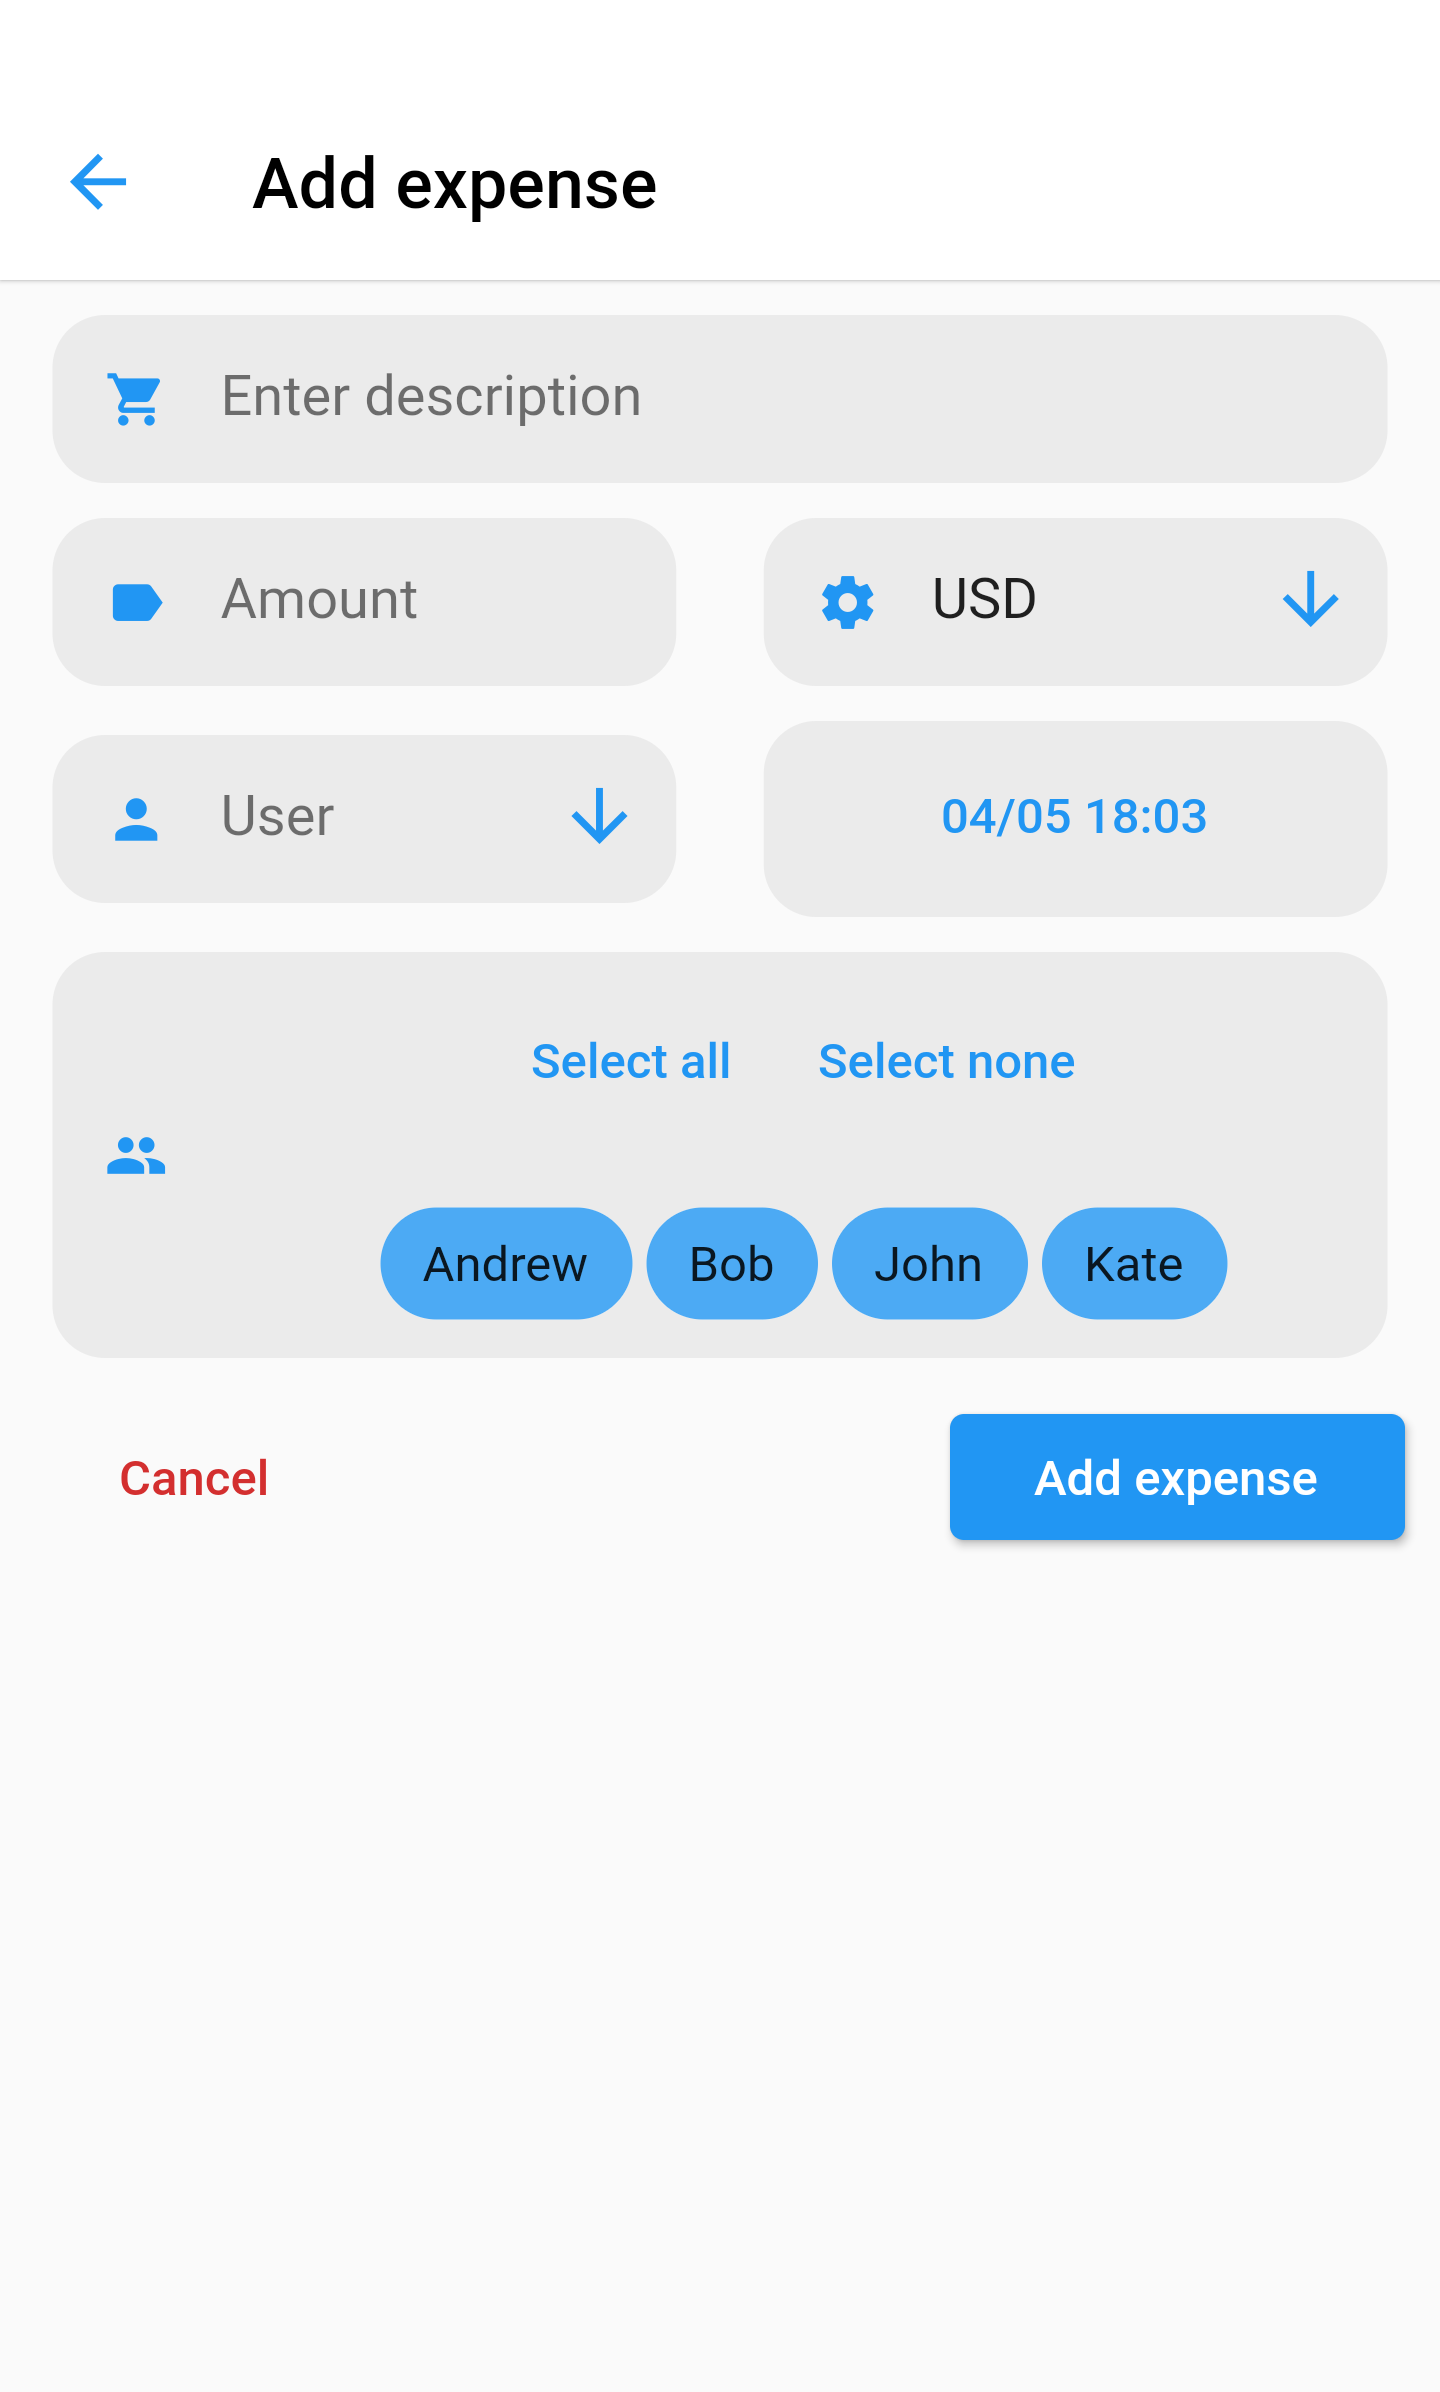 Add expense
Enter description
Amount
USD
User
04/05 18:03
Select all Select none
Andrew Bob John Kate
Cancel
Add expense